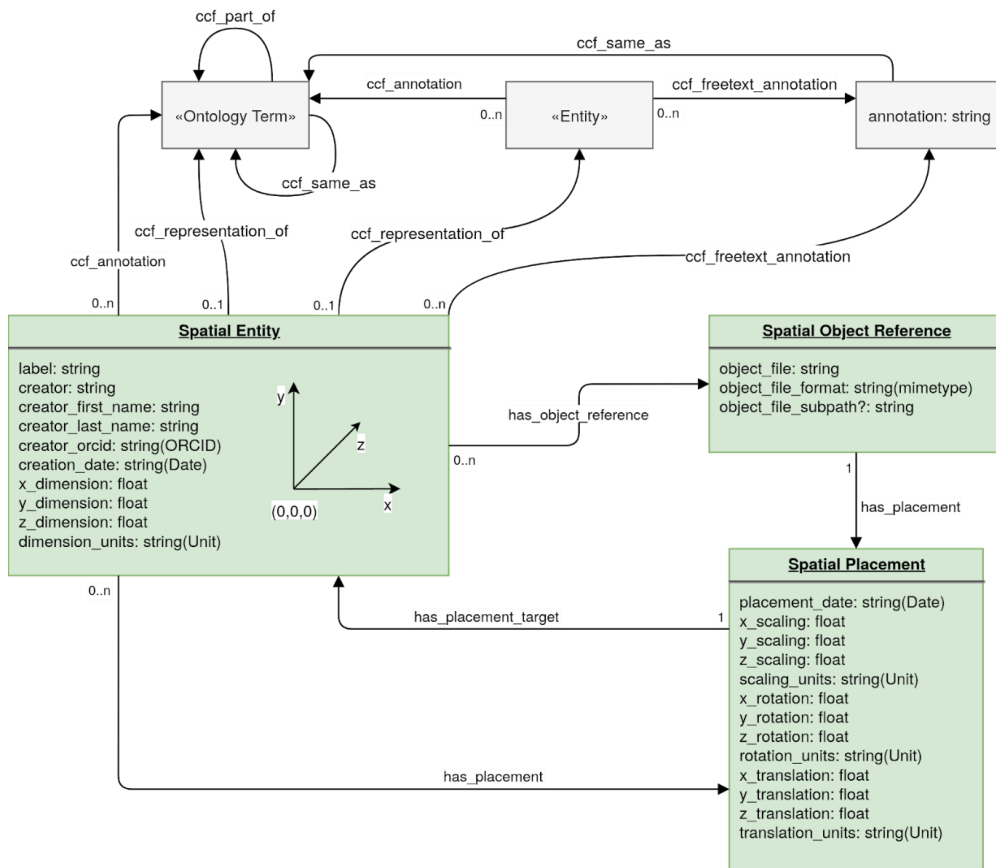 ccf_part_of
ccf_same_as
ccf_annotation
ccf_freetext_annotation
«Ontology Term»
0..n
«Entity»
0..n
annotation: string
ccf_same_as
ccf_representation_of
ccf_representation_of
ccf_annotation
ccf_freetext_annotation
0..n
0..1
0..1
0..n
Spatial Entity
label: string
creator: string
creator_first_name: string
creator_last_name: string
creator_orcid: string(ORCID)
creation_date: string(Date)
x_dimension: float
y_dimension: float
z_dimension: float
dimension_units: string(Unit)
y
z
x
(0,0,0)
has_object_reference
0..n
Spatial Object Reference
object_file: string
object_file_format: string(mimetype)
object_file_subpath?: string
1
has_placement
0..n
has_placement_target
1
Spatial Placement
placement_date: string(Date)
x_scaling: float
y_scaling: float
z_scaling: float
scaling_units: string(Unit)
x_rotation: float
y_rotation: float
z_rotation: float
rotation_units: string(Unit)
x_translation: float
y_translation: float
z_translation: float
translation_units: string(Unit)
has_placement